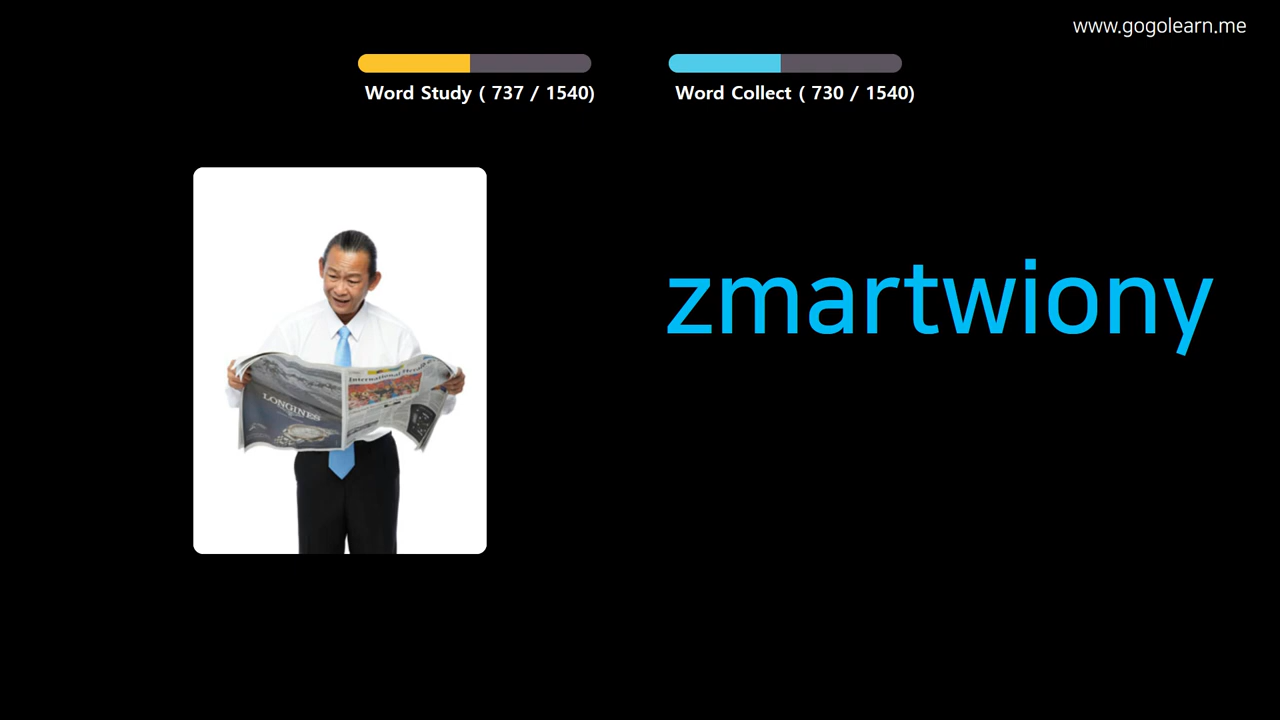 www.gogolearn.me
Word Study ( 737 / 1540)
Word Collect ( 730 / 1540)
zmartwiony
International Herald
LONGINES